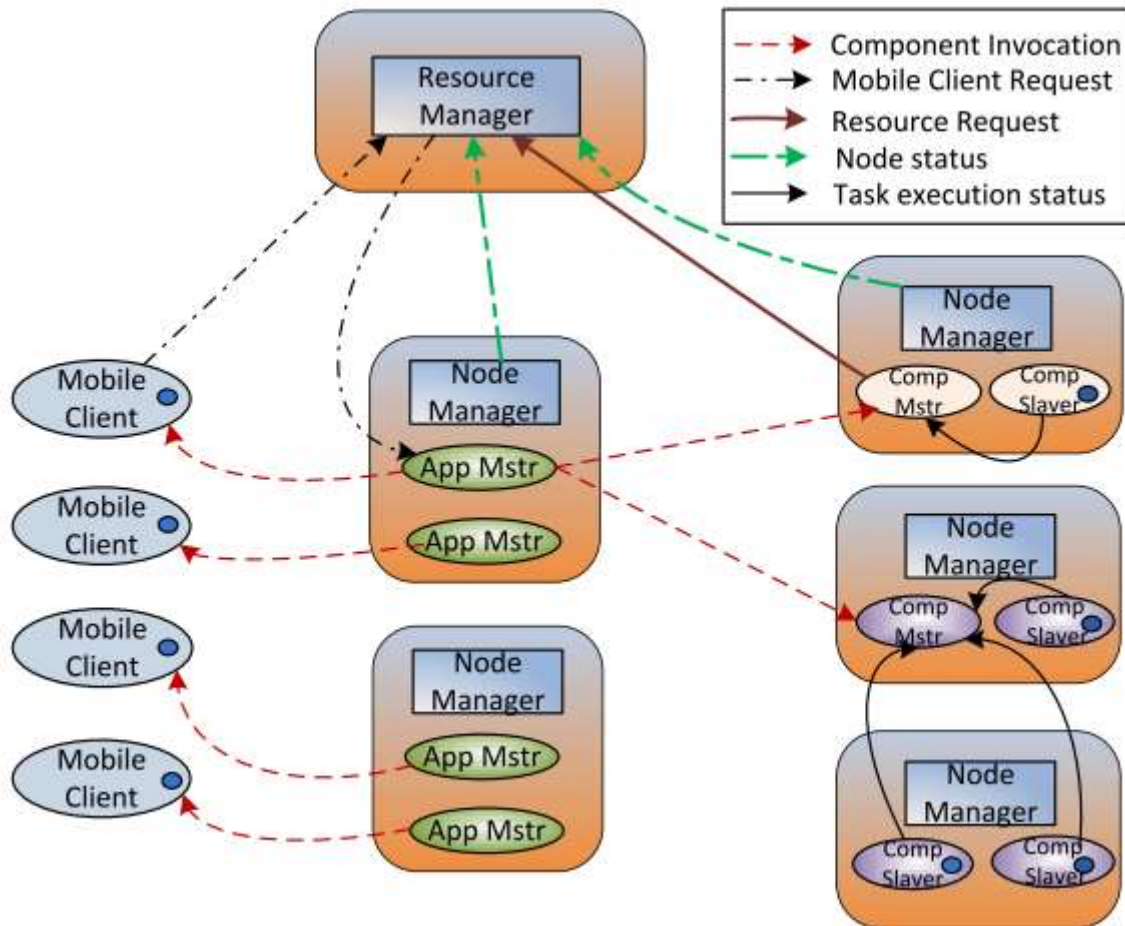 Resource
Manager
Component Invocation
Mobile Client Request
Resource Request
Node status
Task execution status
Node
Manager
Comp
Mstr
Comp
Slaver
Mobile
Client
Node
Manager
App Mstr
App Mstr
Mobile
Client
Node
Manager
Comp
Mstr
Comp
Slaver
Mobile
Client
Node
Manager
App Mstr
App Mstr
Mobile
Client
Node
Manager
Comp
Slaver
Comp
Slaver